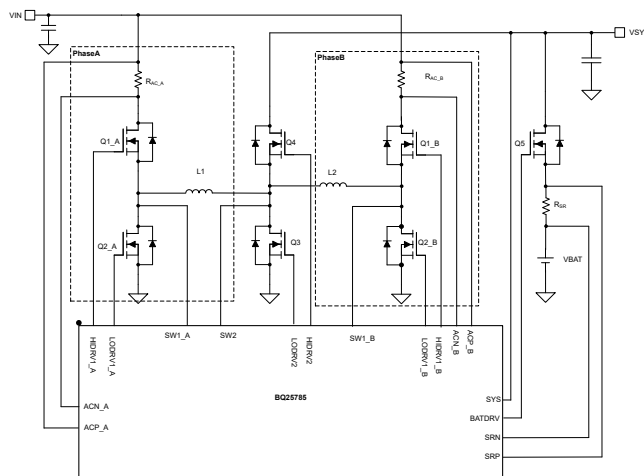 VIN
VSY
PhaseA
PhaseB
RAC_A
RAC_B
Q1_A
Q4
Q1_B
Q5
L1
L2
RSR
Q2_A
Q3
Q2_B
VBAT
HIDRV1_A
LODRV1_A
SW1_A
SW2
LODRV2
HIDRV2
SW1_B
LODRV1_B
HIDRV1_B
ACN_B
ACP_B
SYS
BQ25785
ACN_A
BATDRV
ACP_A
SRN
SRP